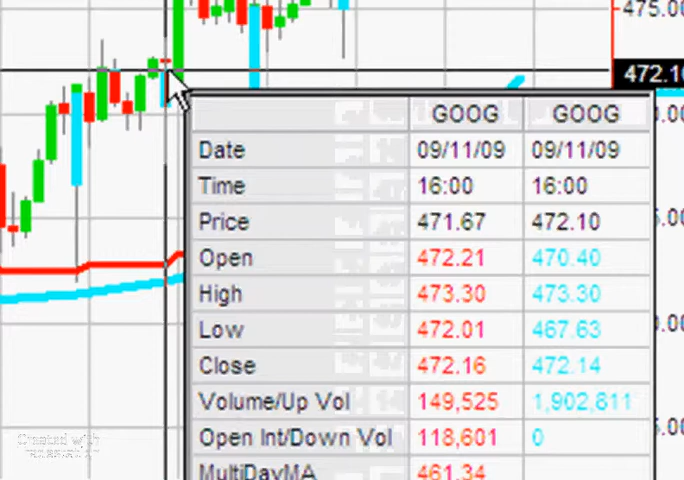 475.00
472.10
GOOG GOOG
Date 09/11/09 09/11/09
Time 16:00 16:00
Price 471.67 472.10
Open 472.21 470.40
High 473.30 473.30
Low 472.01 467.63
Close 472.16 472.14
Volume/Up Vol 149,525 1,902,811
Open Int/Down Vol 118,601 0
MultiDayMA 461.34
Created with